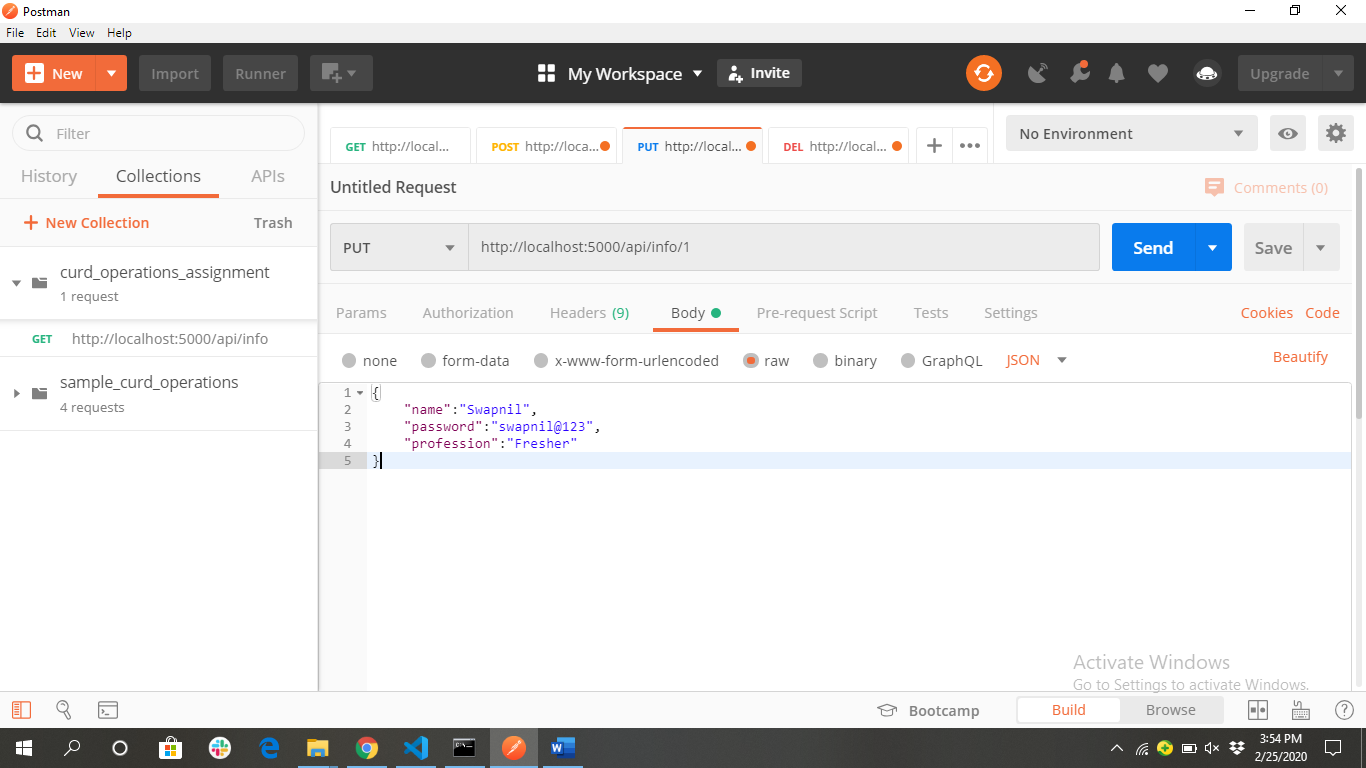 Postman
File Edit View Help
New Import Runner My Workspace Invite Upgrade
Filter
History Collections APIs
New Collection Trash
curd_operations_assignment
1 request
GET http://localhost:5000/api/info
sample_curd_operations
4 requests
GET http://local... POST http://loca... PUT http://local... DEL http://local... No Environment
Untitled Request Comments (0)
PUT http://localhost:5000/api/info/1 Send Save
Params Authorization Headers (9) Body Pre-request Script Tests Settings Cookies Code
none form-data x-www-form-urlencoded raw binary GraphQL JSON Beautify
1 {
2 "name":"Swapnil",
3 "password":"swapnil@123",
4 "profession":"Fresher"
5 }
Activate Windows
Go to Settings to activate Windows.
Bootcamp Build Browse
3:54 PM
2/25/2020